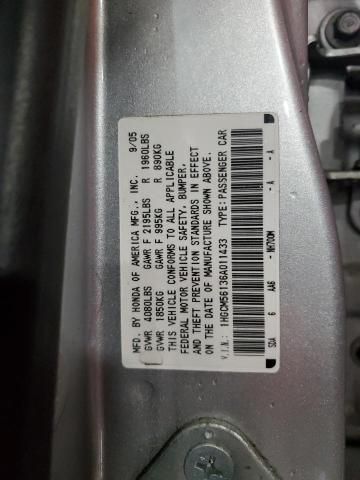 MFD. BY HONDA OF AMERICA MFG., INC. 9/05
GVWR 4080LBS GAWR F 2195LBS R 1960LBS
GVWR 1850KG GAWR F 995KG R 890KG
THIS VEHICLE CONFORMS TO ALL APPLICABLE
FEDERAL MOTOR VEHICLE SAFETY, BUMPER,
AND THEFT PREVENTION STANDARDS IN EFFECT
ON THE DATE OF MANUFACTURE SHOWN ABOVE.
V.I.N.: 1HGCM56136A011433 TYPE:PASSENGER CAR
SDA 6 AA6 - NH700M - A - A